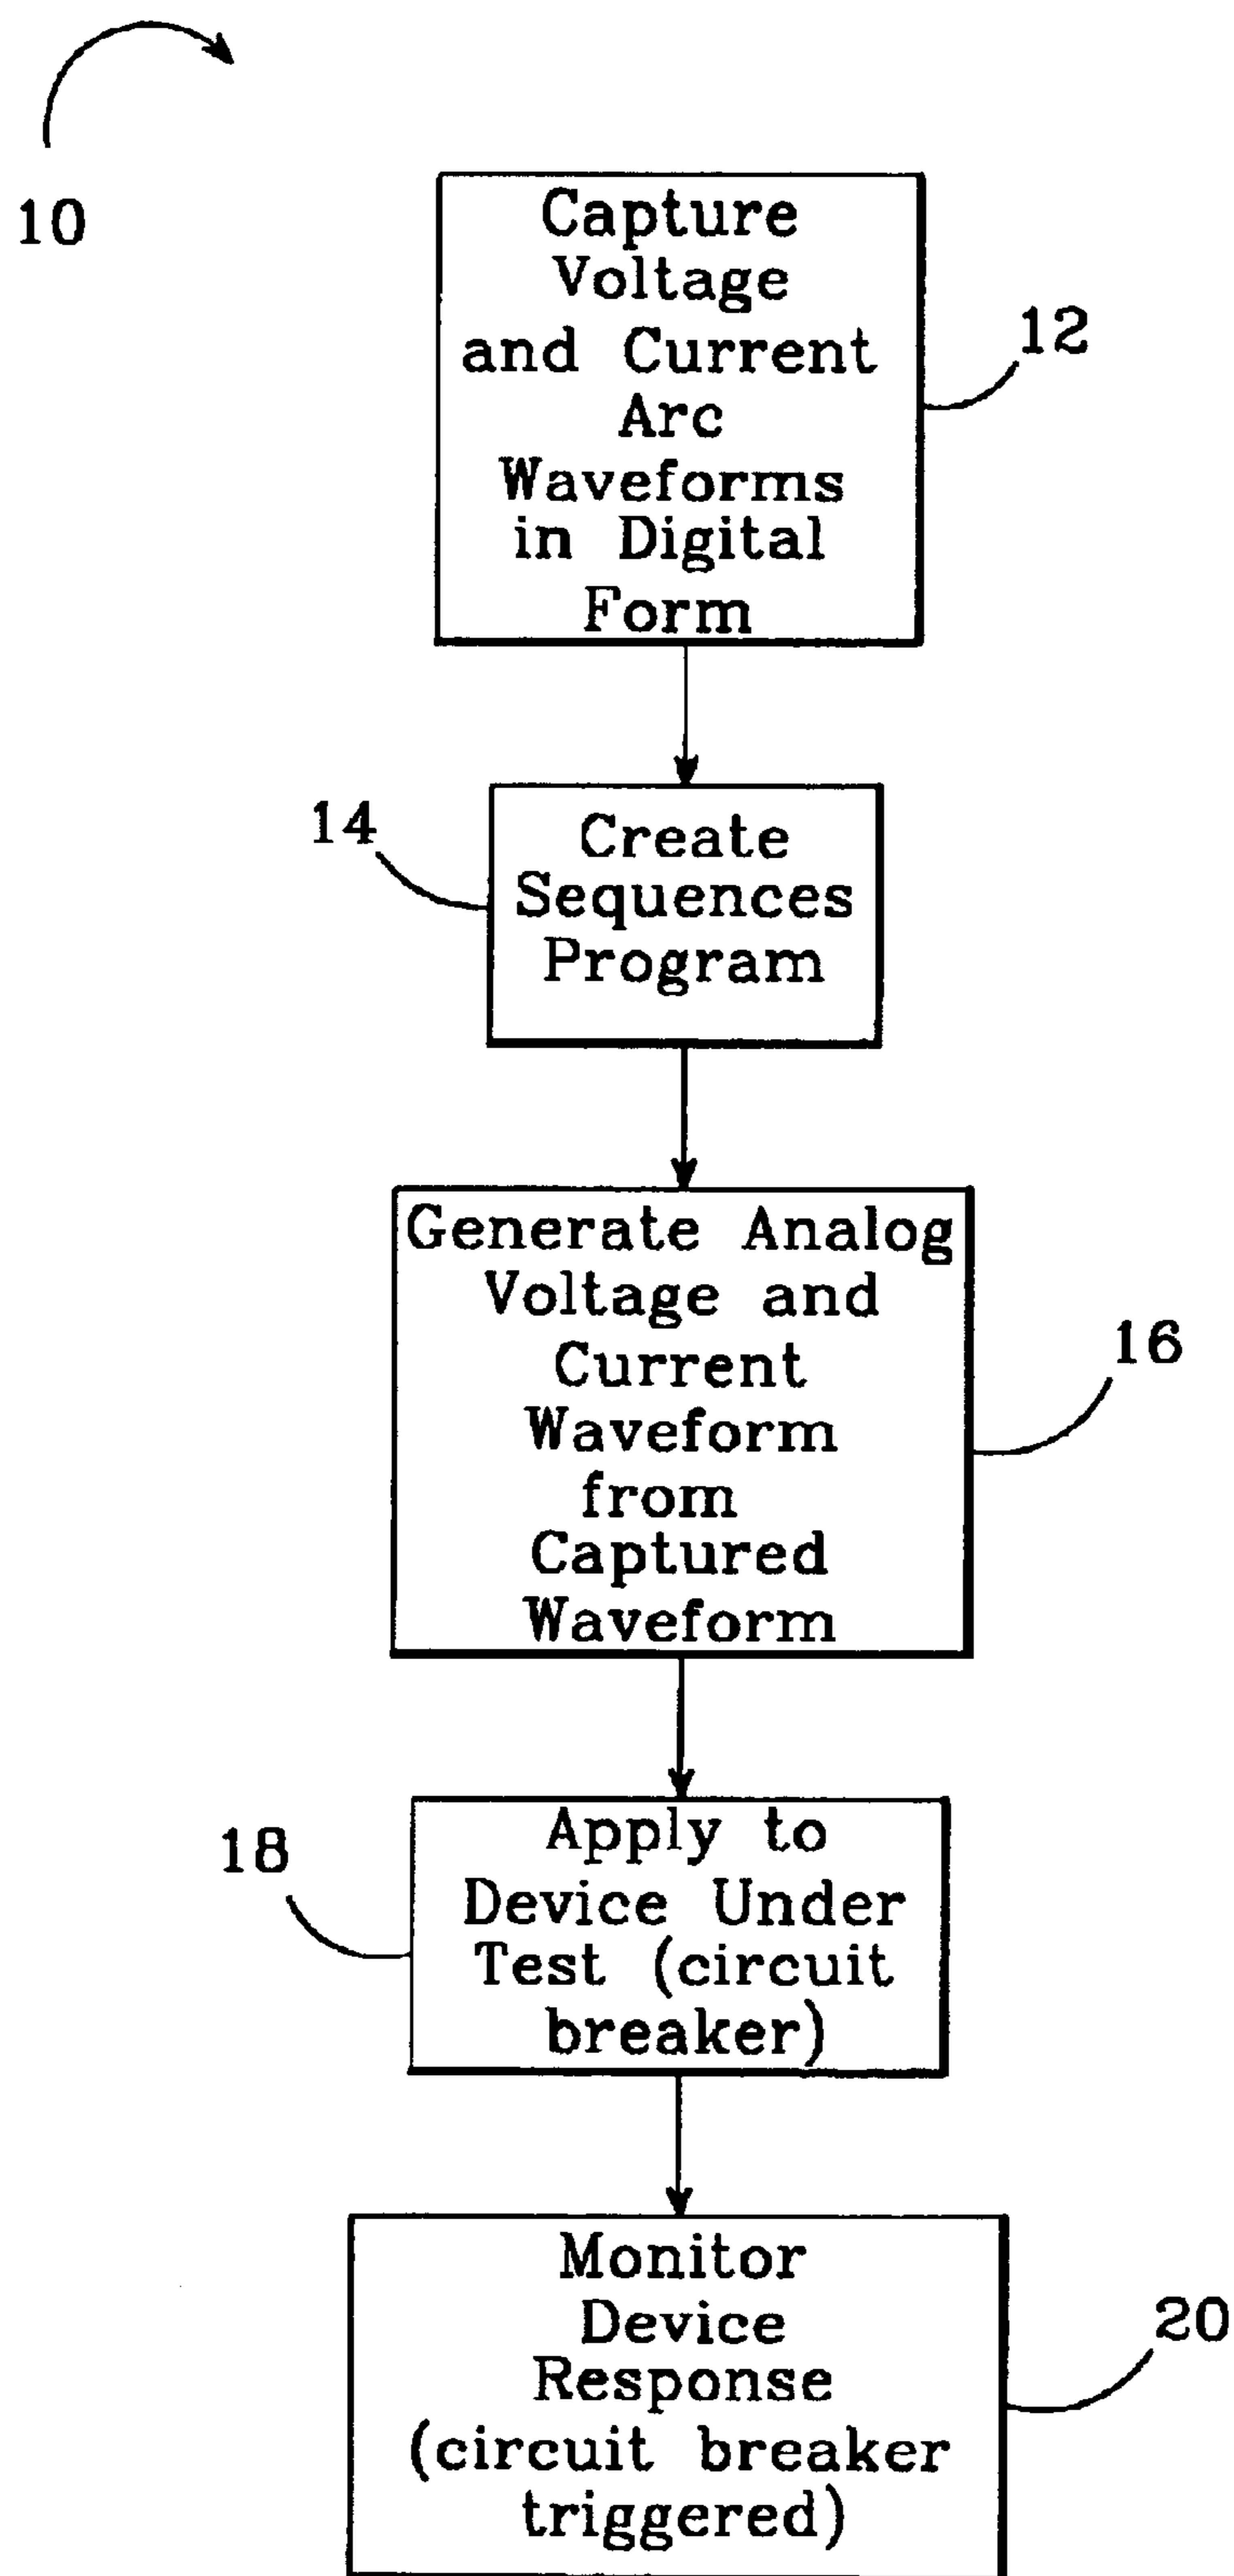 10
Capture
Voltage
and Current
Arc
Waveforms
in Digital
Form
12
14
Create
Sequences
Program
Generate Analog
Voltage and
Current
Waveform
from
Captured
Waveform
16
18
Apply to
Device Under
Test (circuit
breaker)
Monitor
Device
Response
(circuit breaker
triggered)
20